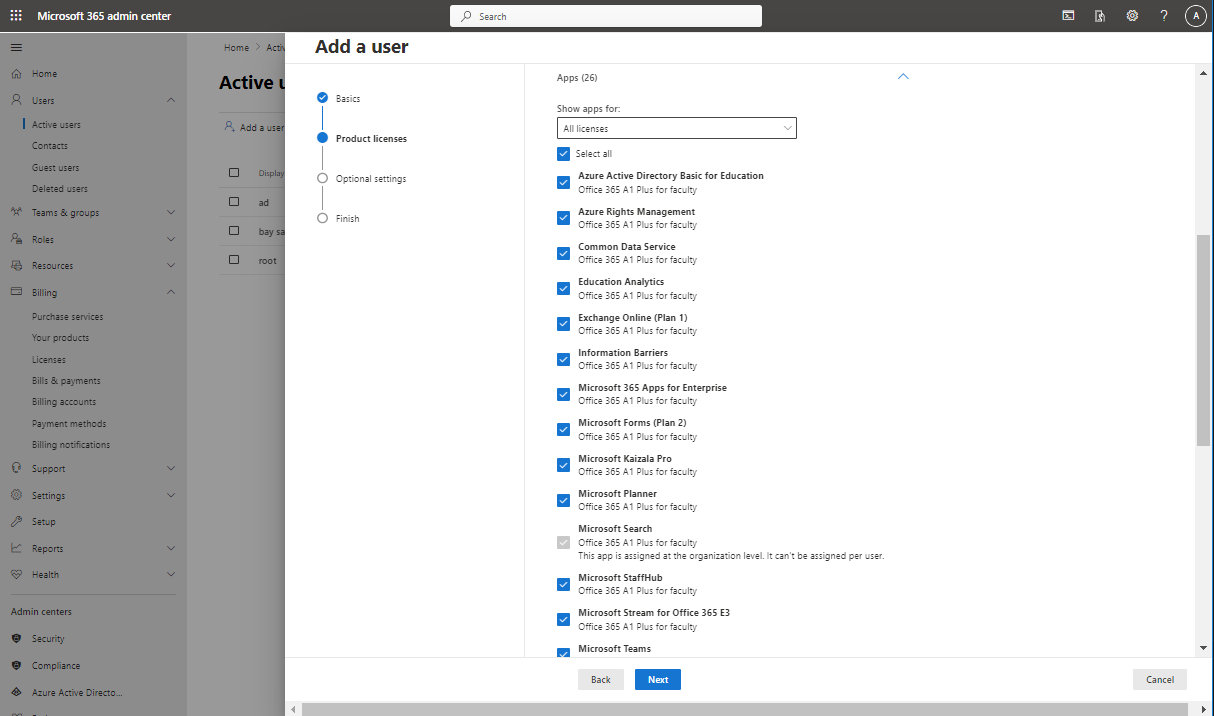 Microsoft 365 admin center
Search
A
Home
Users
Active users
Contacts
Guest users
Deleted users
Teams & groups
Roles
Resources
Billing
Purchase services
Your products
Licenses
Bills & payments
Billing accounts
Payment methods
Billing notifications
Support
Settings
Setup
Reports
Health
Admin centers
Security
Compliance
Azure Active Directo...
Home > Activ
Active u
Add a user
Display
ad
bay sa
root
Add a user
Basics
Product licenses
Optional settings
Finish
Apps (26)
Show apps for:
All licenses
Select all
Azure Active Directory Basic for Education
Office 365 A1 Plus for faculty
Azure Rights Management
Office 365 A1 Plus for faculty
Common Data Service
Office 365 A1 Plus for faculty
Education Analytics
Office 365 A1 Plus for faculty
Exchange Online (Plan 1)
Office 365 A1 Plus for faculty
Information Barriers
Office 365 A1 Plus for faculty
Microsoft 365 Apps for Enterprise
Office 365 A1 Plus for faculty
Microsoft Forms (Plan 2)
Office 365 A1 Plus for faculty
Microsoft Kaizala Pro
Office 365 A1 Plus for faculty
Microsoft Planner
Office 365 A1 Plus for faculty
Microsoft Search
Office 365 A1 Plus for faculty
This app is assigned at the organization level. It can't be assigned per user.
Microsoft StaffHub
Office 365 A1 Plus for faculty
Microsoft Stream for Office 365 E3
Office 365 A1 Plus for faculty
Microsoft Teams
Back
Next
Cancel